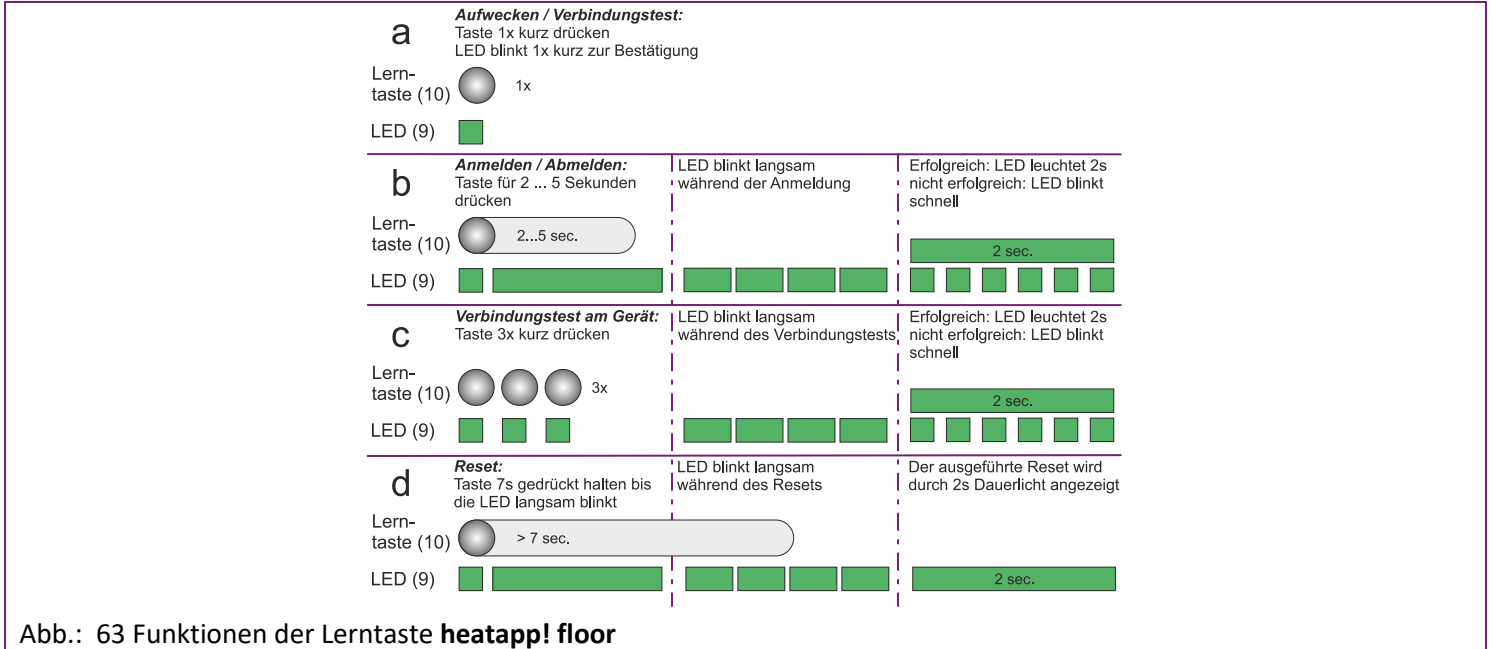 a
Aufwecken / Verbindungstest:
Taste 1x kurz drücken
LED blinkt 1x kurz zur Bestätigung
Lern-
taste (10)
1x
LED (9)
b
Anmelden / Abmelden:
Taste für 2 ... 5 Sekunden
drücken
LED blinkt langsam
während der Anmeldung
Erfolgreich: LED leuchtet 2s
nicht erfolgreich: LED blinkt
schnell
Lern-
taste (10)
2...5 sec.
2 sec.
LED (9)
c
Verbindungstest am Gerät:
Taste 3x kurz drücken
LED blinkt langsam
während des Verbindungstests
Erfolgreich: LED leuchtet 2s
nicht erfolgreich: LED blinkt
schnell
Lern-
taste (10)
3x
2 sec.
LED (9)
d
Reset:
Taste 7s gedrückt halten bis
die LED langsam blinkt
LED blinkt langsam
während des Resets
Der ausgeführte Reset wird
durch 2s Dauerlicht angezeigt
Lern-
taste (10)
> 7 sec.
LED (9)
2 sec.
Abb.: 63 Funktionen der Lerntaste heatapp! floor